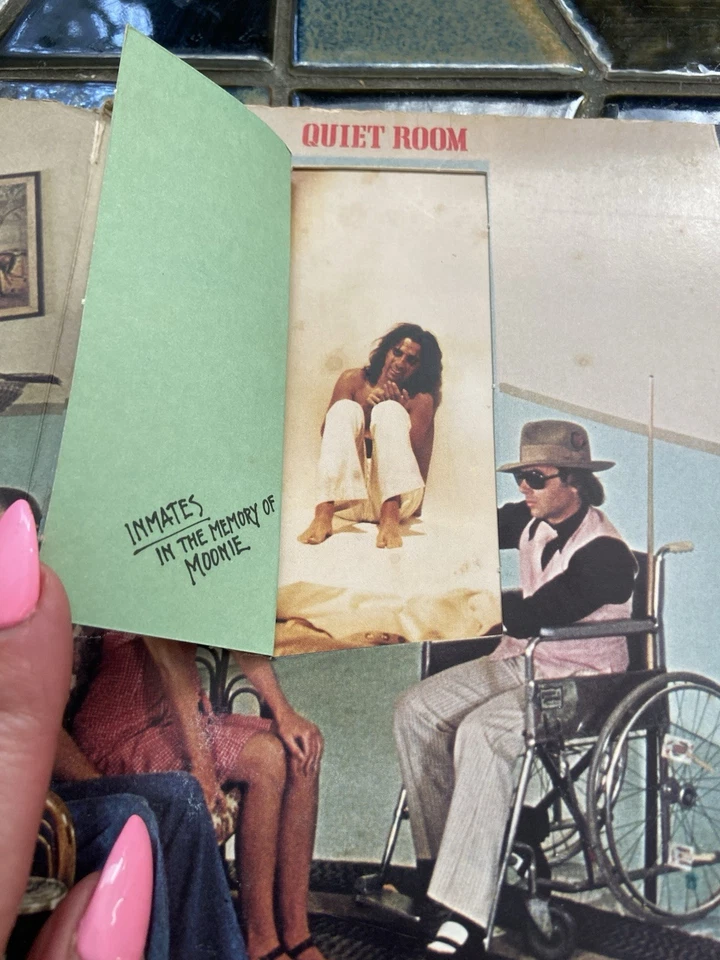 QUIET ROOM
INMATES
IN THE MEMORY OF
MOONIE